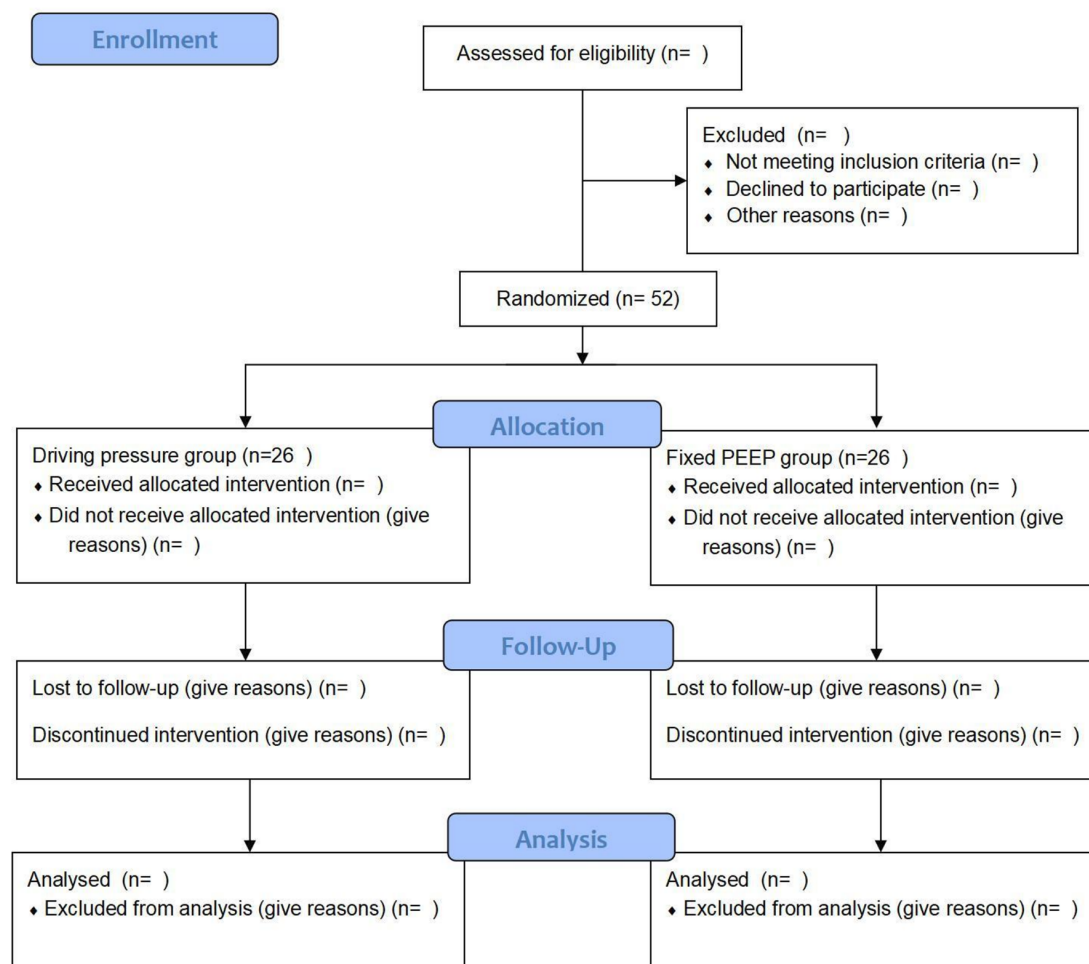 Enrollment
Assessed for eligibility (n= )
Excluded (n= )
♦ Not meeting inclusion criteria (n= )
♦ Declined to participate (n= )
♦ Other reasons (n= )
Randomized (n= 52)
Allocation
Driving pressure group (n=26 )
♦ Received allocated intervention (n= )
♦ Did not receive allocated intervention (give
reasons) (n= )
Fixed PEEP group (n=26 )
♦ Received allocated intervention (n= )
♦ Did not receive allocated intervention (give
reasons) (n= )
Follow-Up
Lost to follow-up (give reasons) (n= )
Discontinued intervention (give reasons) (n= )
Lost to follow-up (give reasons) (n= )
Discontinued intervention (give reasons) (n= )
Analysis
Analysed (n= )
♦ Excluded from analysis (give reasons) (n= )
Analysed (n= )
♦ Excluded from analysis (give reasons) (n= )